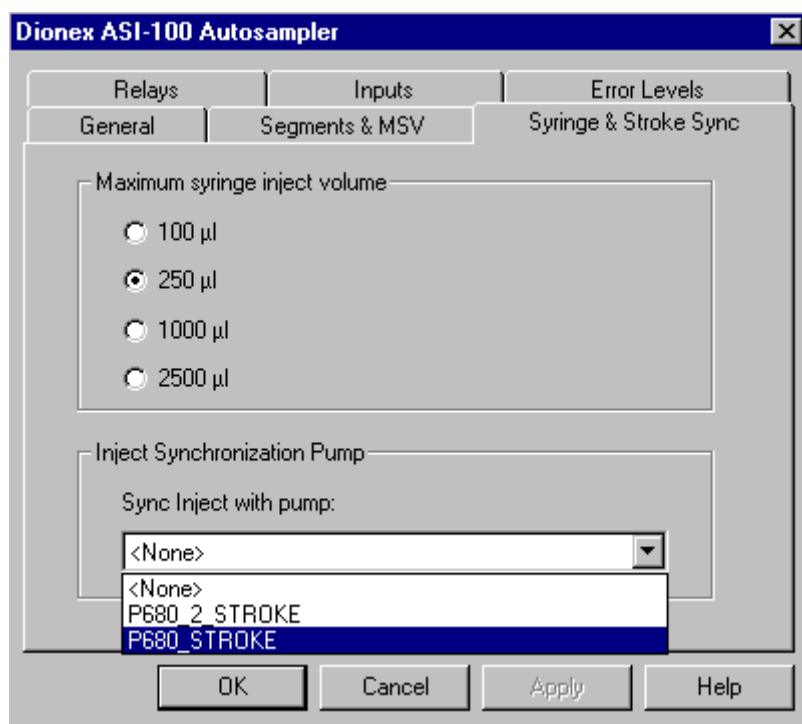 Dionex ASI-100 Autosampler
Relays Inputs Error Levels
General Segments & MSV Syringe & Stroke Sync
Maximum syringe inject volume
100 µl
250 µl
1000 µl
2500 µl
Inject Synchronization Pump
Sync Inject with pump:
<None>
<None>
P680_2_STROKE
P680_STROKE
OK Cancel Apply Help